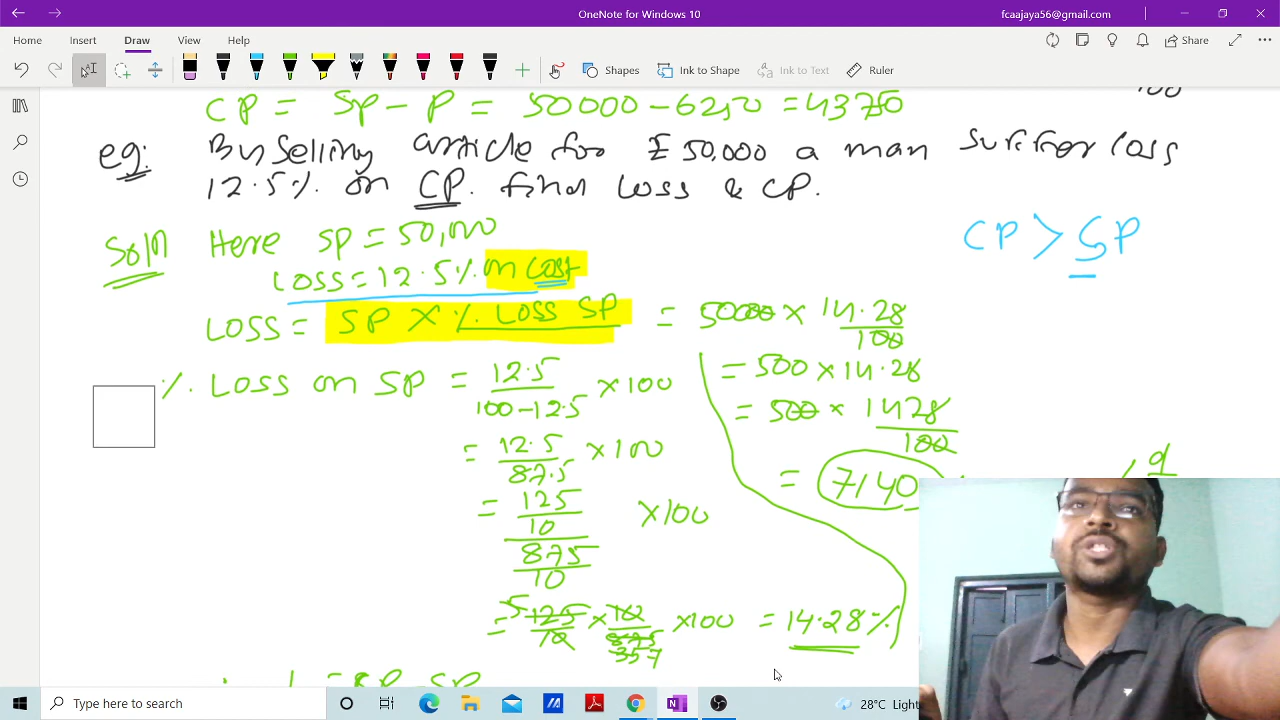 OneNote for Windows 10
fcaajaya56@gmail.com
Home Insert Draw View Help
Share
Shapes Ink to Shape Ink to Text Ruler
CP = SP - P = 50000 - 6250 = 43750
100
eg: By Selling article for ₹ 50,000 a man suffer loss
12.5% on CP. find Loss & CP.
Soln Here SP = 50,000
CP > SP
LOSS = 12.5% on Cost
LOSS = SP × % LOSS SP = 50000 × 14.28/100
% LOSS on SP = 12.5/100-12.5 × 100
= 500 × 14.28
= 500 × 1428/100
= 12.5/87.5 × 100
= 7140
= 125/10 / 875/10 × 100
= 125/10 × 10/875 × 100 = 14.28%
5
35 7
Type here to search
28°C Light